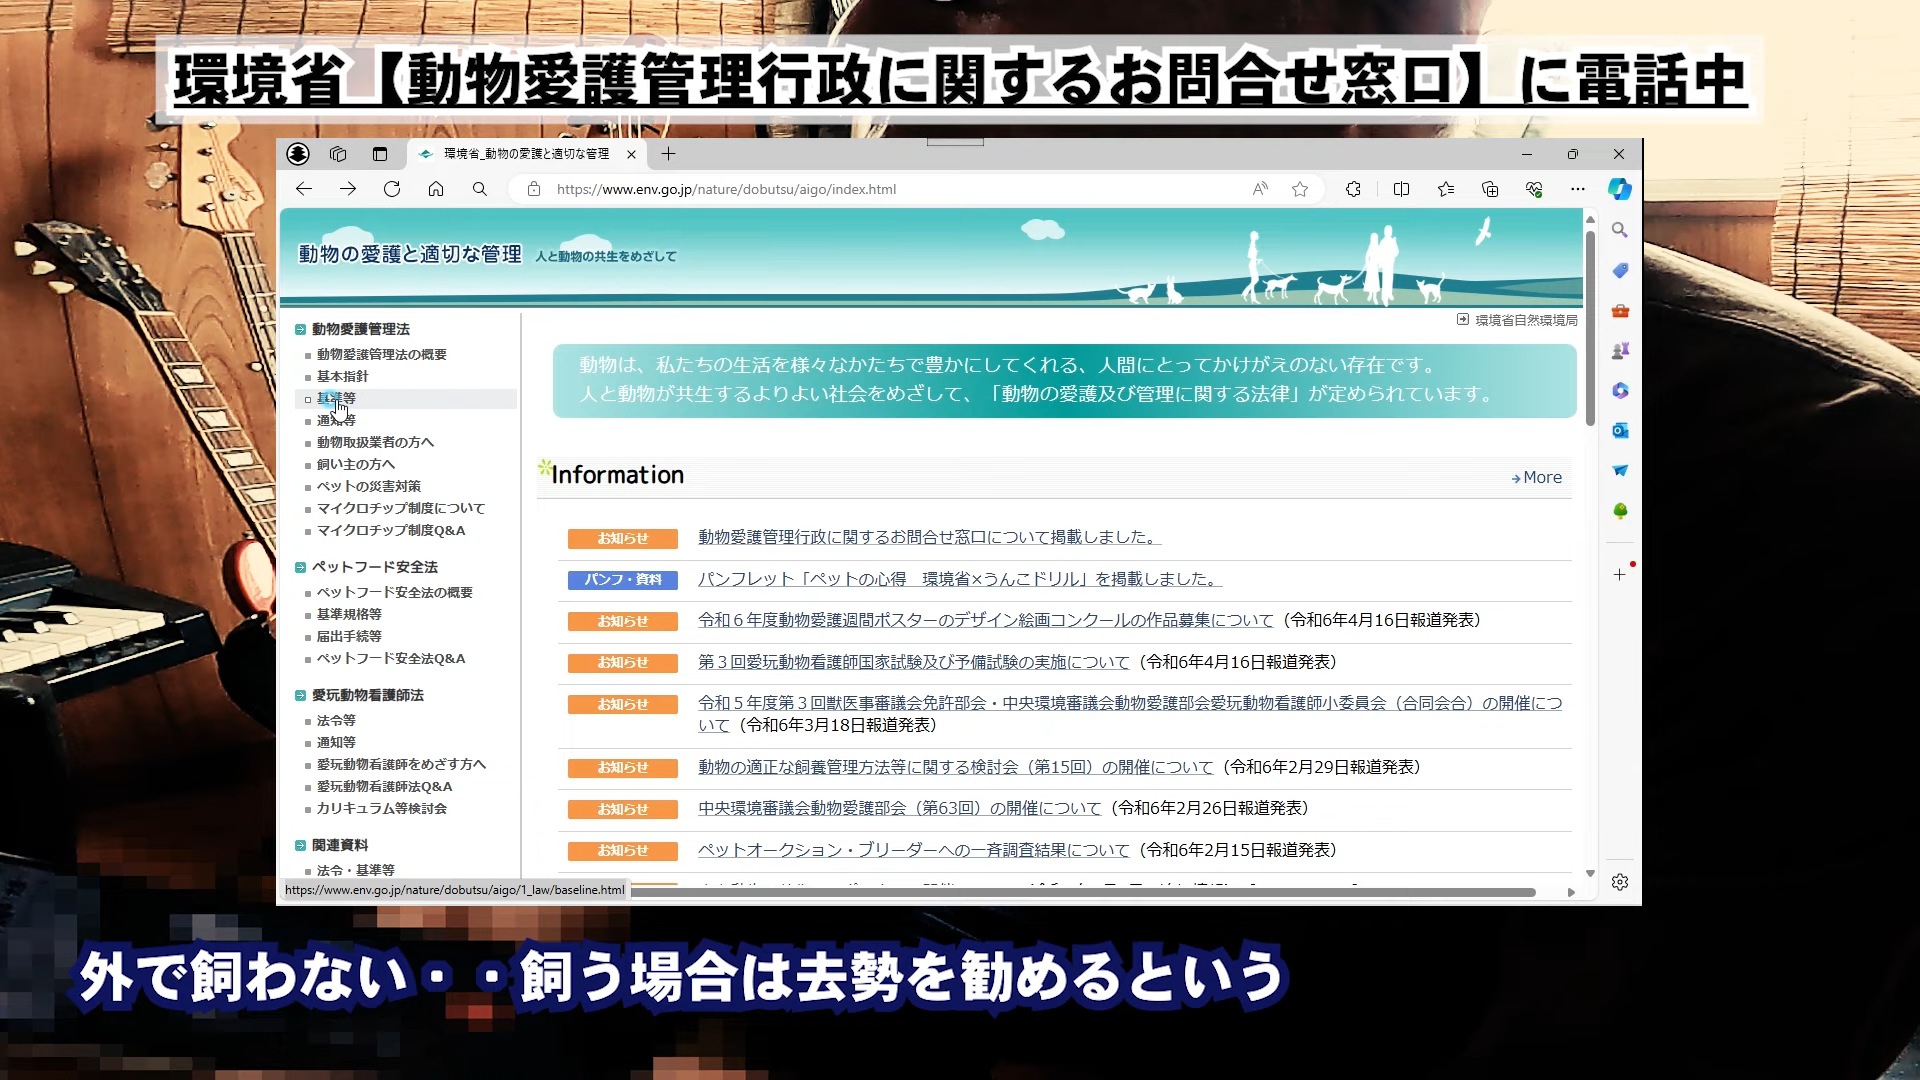 環境省【動物愛護管理行政に関するお問合せ窓口】に電話中
環境省_動物の愛護と適切な管理
https://www.env.go.jp/nature/dobutsu/aigo/index.html
動物の愛護と適切な管理 人と動物の共生をめざして
環境省自然環境局
動物愛護管理法
動物愛護管理法の概要
基本指針
基準等
通知等
動物取扱業者の方へ
飼い主の方へ
ペットの災害対策
マイクロチップ制度について
マイクロチップ制度Q&A
ペットフード安全法
ペットフード安全法の概要
基準規格等
届出手続等
ペットフード安全法Q&A
愛玩動物看護師法
法令等
通知等
愛玩動物看護師をめざす方へ
愛玩動物看護師法Q&A
カリキュラム等検討会
関連資料
法令・基準等
動物は、私たちの生活を様々なかたちで豊かにしてくれる、人間にとってかけがえのない存在です。
人と動物が共生するよりよい社会をめざして、「動物の愛護及び管理に関する法律」が定められています。
Information
More
お知らせ 動物愛護管理行政に関するお問合せ窓口について掲載しました。
パンフ・資料 パンフレット「ペットの心得　環境省×うんこドリル」を掲載しました。
お知らせ 令和６年度動物愛護週間ポスターのデザイン絵画コンクールの作品募集について（令和6年4月16日報道発表）
お知らせ 第３回愛玩動物看護師国家試験及び予備試験の実施について（令和6年4月16日報道発表）
お知らせ 令和５年度第３回獣医事審議会免許部会・中央環境審議会動物愛護部会愛玩動物看護師小委員会（合同会合）の開催につ
いて（令和6年3月18日報道発表）
お知らせ 動物の適正な飼養管理方法等に関する検討会（第15回）の開催について（令和6年2月29日報道発表）
お知らせ 中央環境審議会動物愛護部会（第63回）の開催について（令和6年2月26日報道発表）
お知らせ ペットオークション・ブリーダーへの一斉調査結果について（令和6年2月15日報道発表）
https://www.env.go.jp/nature/dobutsu/aigo/1_law/baseline.html
外で飼わない・・飼う場合は去勢を勧めるという